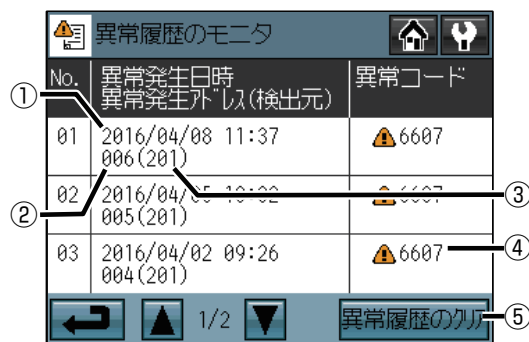 異常履歴のモニタ
No. 異常発生日時 異常コード
異常発生アドレス(検出元)
①
01 2016/04/08 11:37 6607
006(201)
②
③
02 2016/04/
005(201)
03 2016/04/02 09:26 6607
004(201)
④
1/2 異常履歴のクリア
⑤